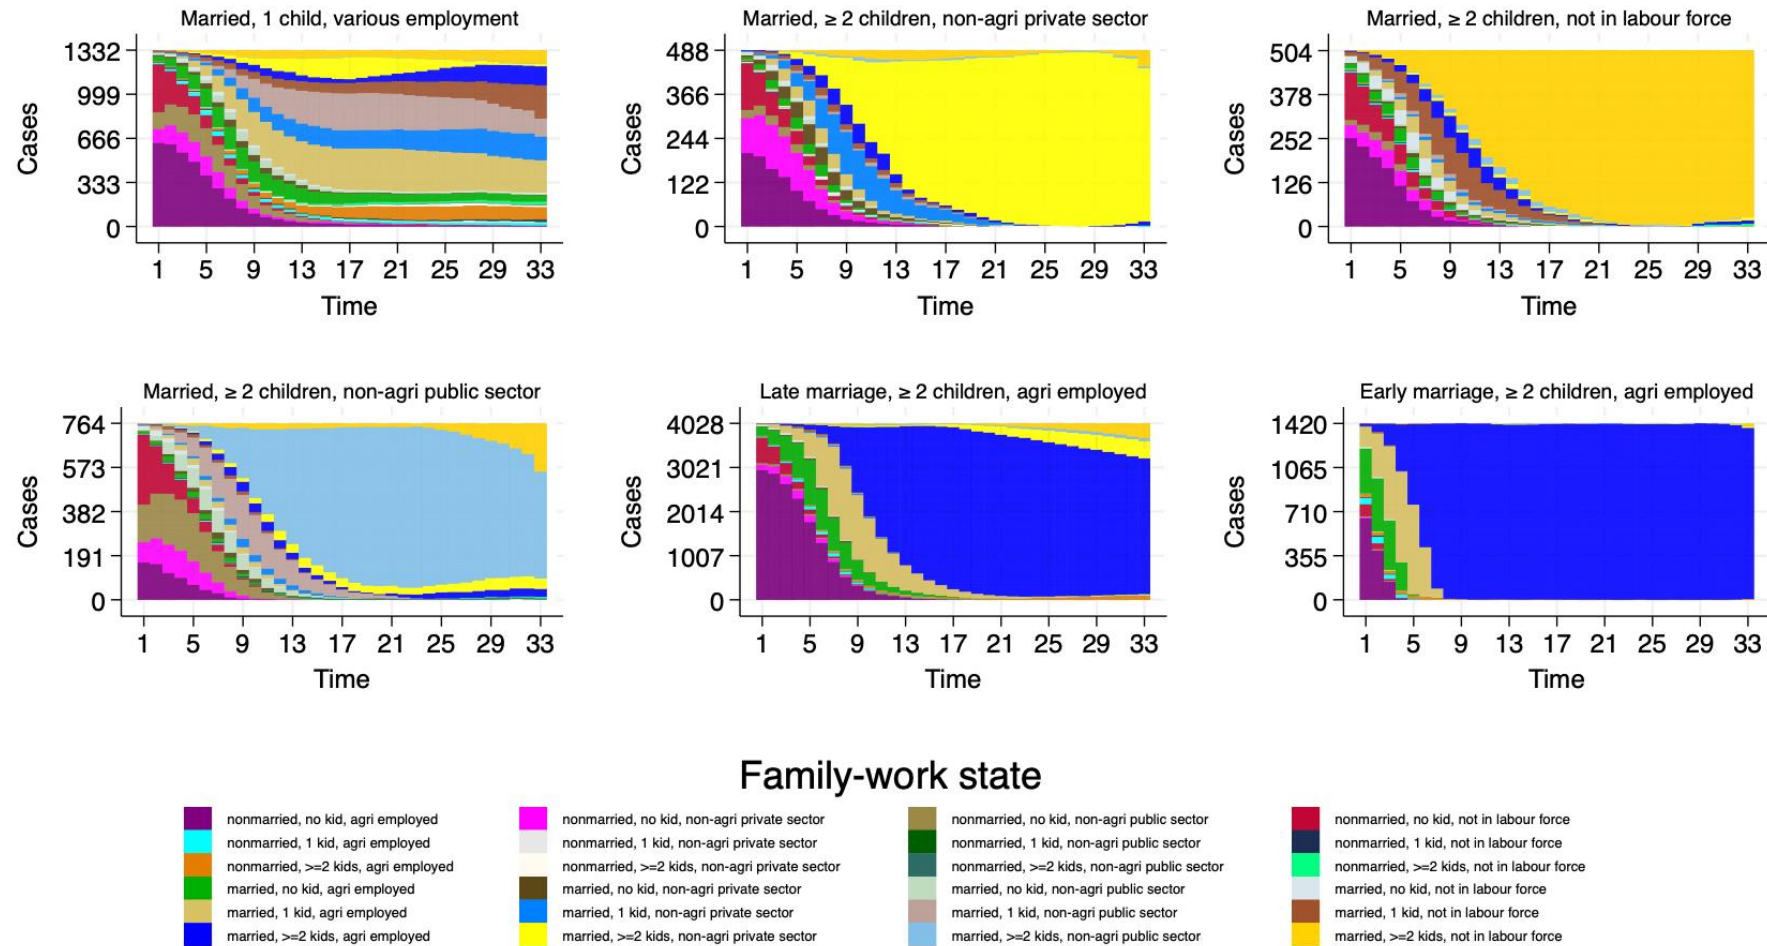 Married, 1 child, various employment
Married, ≥ 2 children, non-agri private sector
Married, ≥ 2 children, not in labour force
1332
999
666
333
0
Cases
1 5 9 13 17 21 25 29 33
Time
488
366
244
122
0
Cases
1 5 9 13 17 21 25 29 33
Time
504
378
252
126
0
Cases
1 5 9 13 17 21 25 29 33
Time
Married, ≥ 2 children, non-agri public sector
Late marriage, ≥ 2 children, agri employed
Early marriage, ≥ 2 children, agri employed
764
573
382
191
0
Cases
1 5 9 13 17 21 25 29 33
Time
4028
3021
2014
1007
0
Cases
1 5 9 13 17 21 25 29 33
Time
1420
1065
710
355
0
Cases
1 5 9 13 17 21 25 29 33
Time
Family-work state
nonmarried, no kid, agri employed
nonmarried, 1 kid, agri employed
nonmarried, >=2 kids, agri employed
married, no kid, agri employed
married, 1 kid, agri employed
married, >=2 kids, agri employed
nonmarried, no kid, non-agri private sector
nonmarried, 1 kid, non-agri private sector
nonmarried, >=2 kids, non-agri private sector
married, no kid, non-agri private sector
married, 1 kid, non-agri private sector
married, >=2 kids, non-agri private sector
nonmarried, no kid, non-agri public sector
nonmarried, 1 kid, non-agri public sector
nonmarried, >=2 kids, non-agri public sector
married, no kid, non-agri public sector
married, 1 kid, non-agri public sector
married, >=2 kids, non-agri public sector
nonmarried, no kid, not in labour force
nonmarried, 1 kid, not in labour force
nonmarried, >=2 kids, not in labour force
married, no kid, not in labour force
married, 1 kid, not in labour force
married, >=2 kids, not in labour force